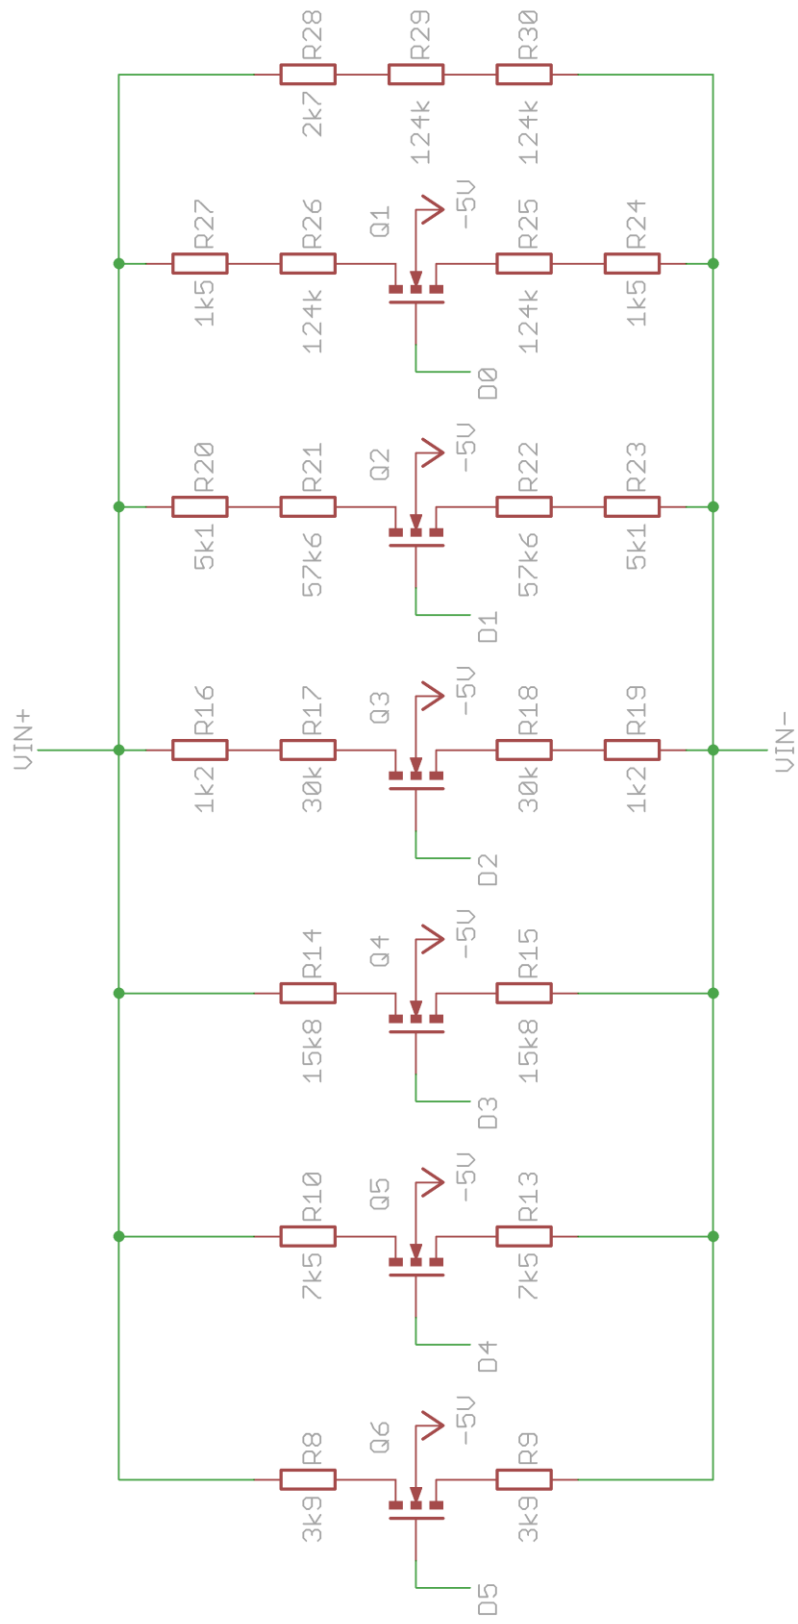 R28
R29
R30
2k7
124k
124k
R27
R26
Q1
-5V
R25
R24
1k5
124k
124k
1k5
D0
R20
R21
Q2
-5V
R22
R23
5k1
57k6
57k6
5k1
D1
VIN+
R16
R17
Q3
-5V
R18
R19
VIN-
1k2
30k
30k
1k2
D2
R14
Q4
-5V
R15
15k8
15k8
D3
R10
Q5
-5V
R13
7k5
7k5
D4
R8
Q6
-5V
R9
3k9
3k9
D5